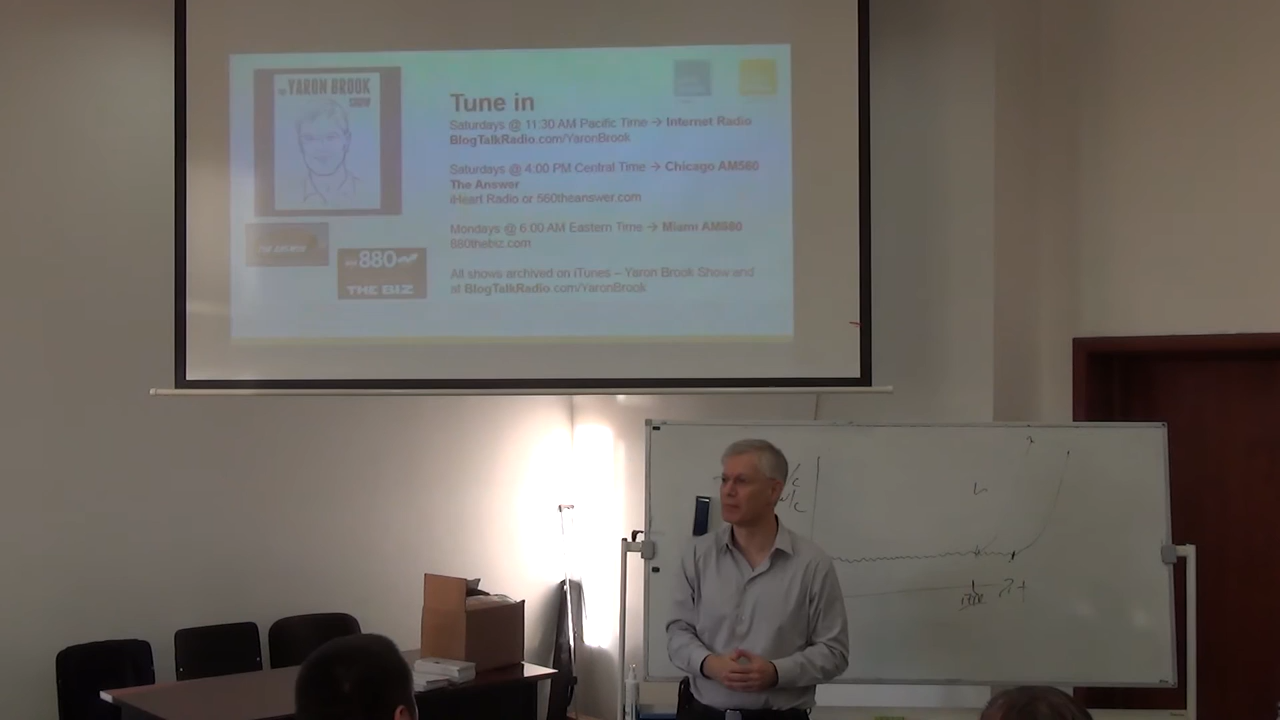 YARON BROOK
SHOW
Tune in
Saturdays @ 11:30 AM Pacific Time → Internet Radio
BlogTalkRadio.com/YaronBrook
Saturdays @ 4:00 PM Central Time → Chicago AM560
The Answer
iHeart Radio or 560theanswer.com
Mondays @ 6:00 AM Eastern Time → Miami AM880
880thebiz.com
All shows archived on iTunes – Yaron Brook Show and
at BlogTalkRadio.com/YaronBrook
880
THE BIZ